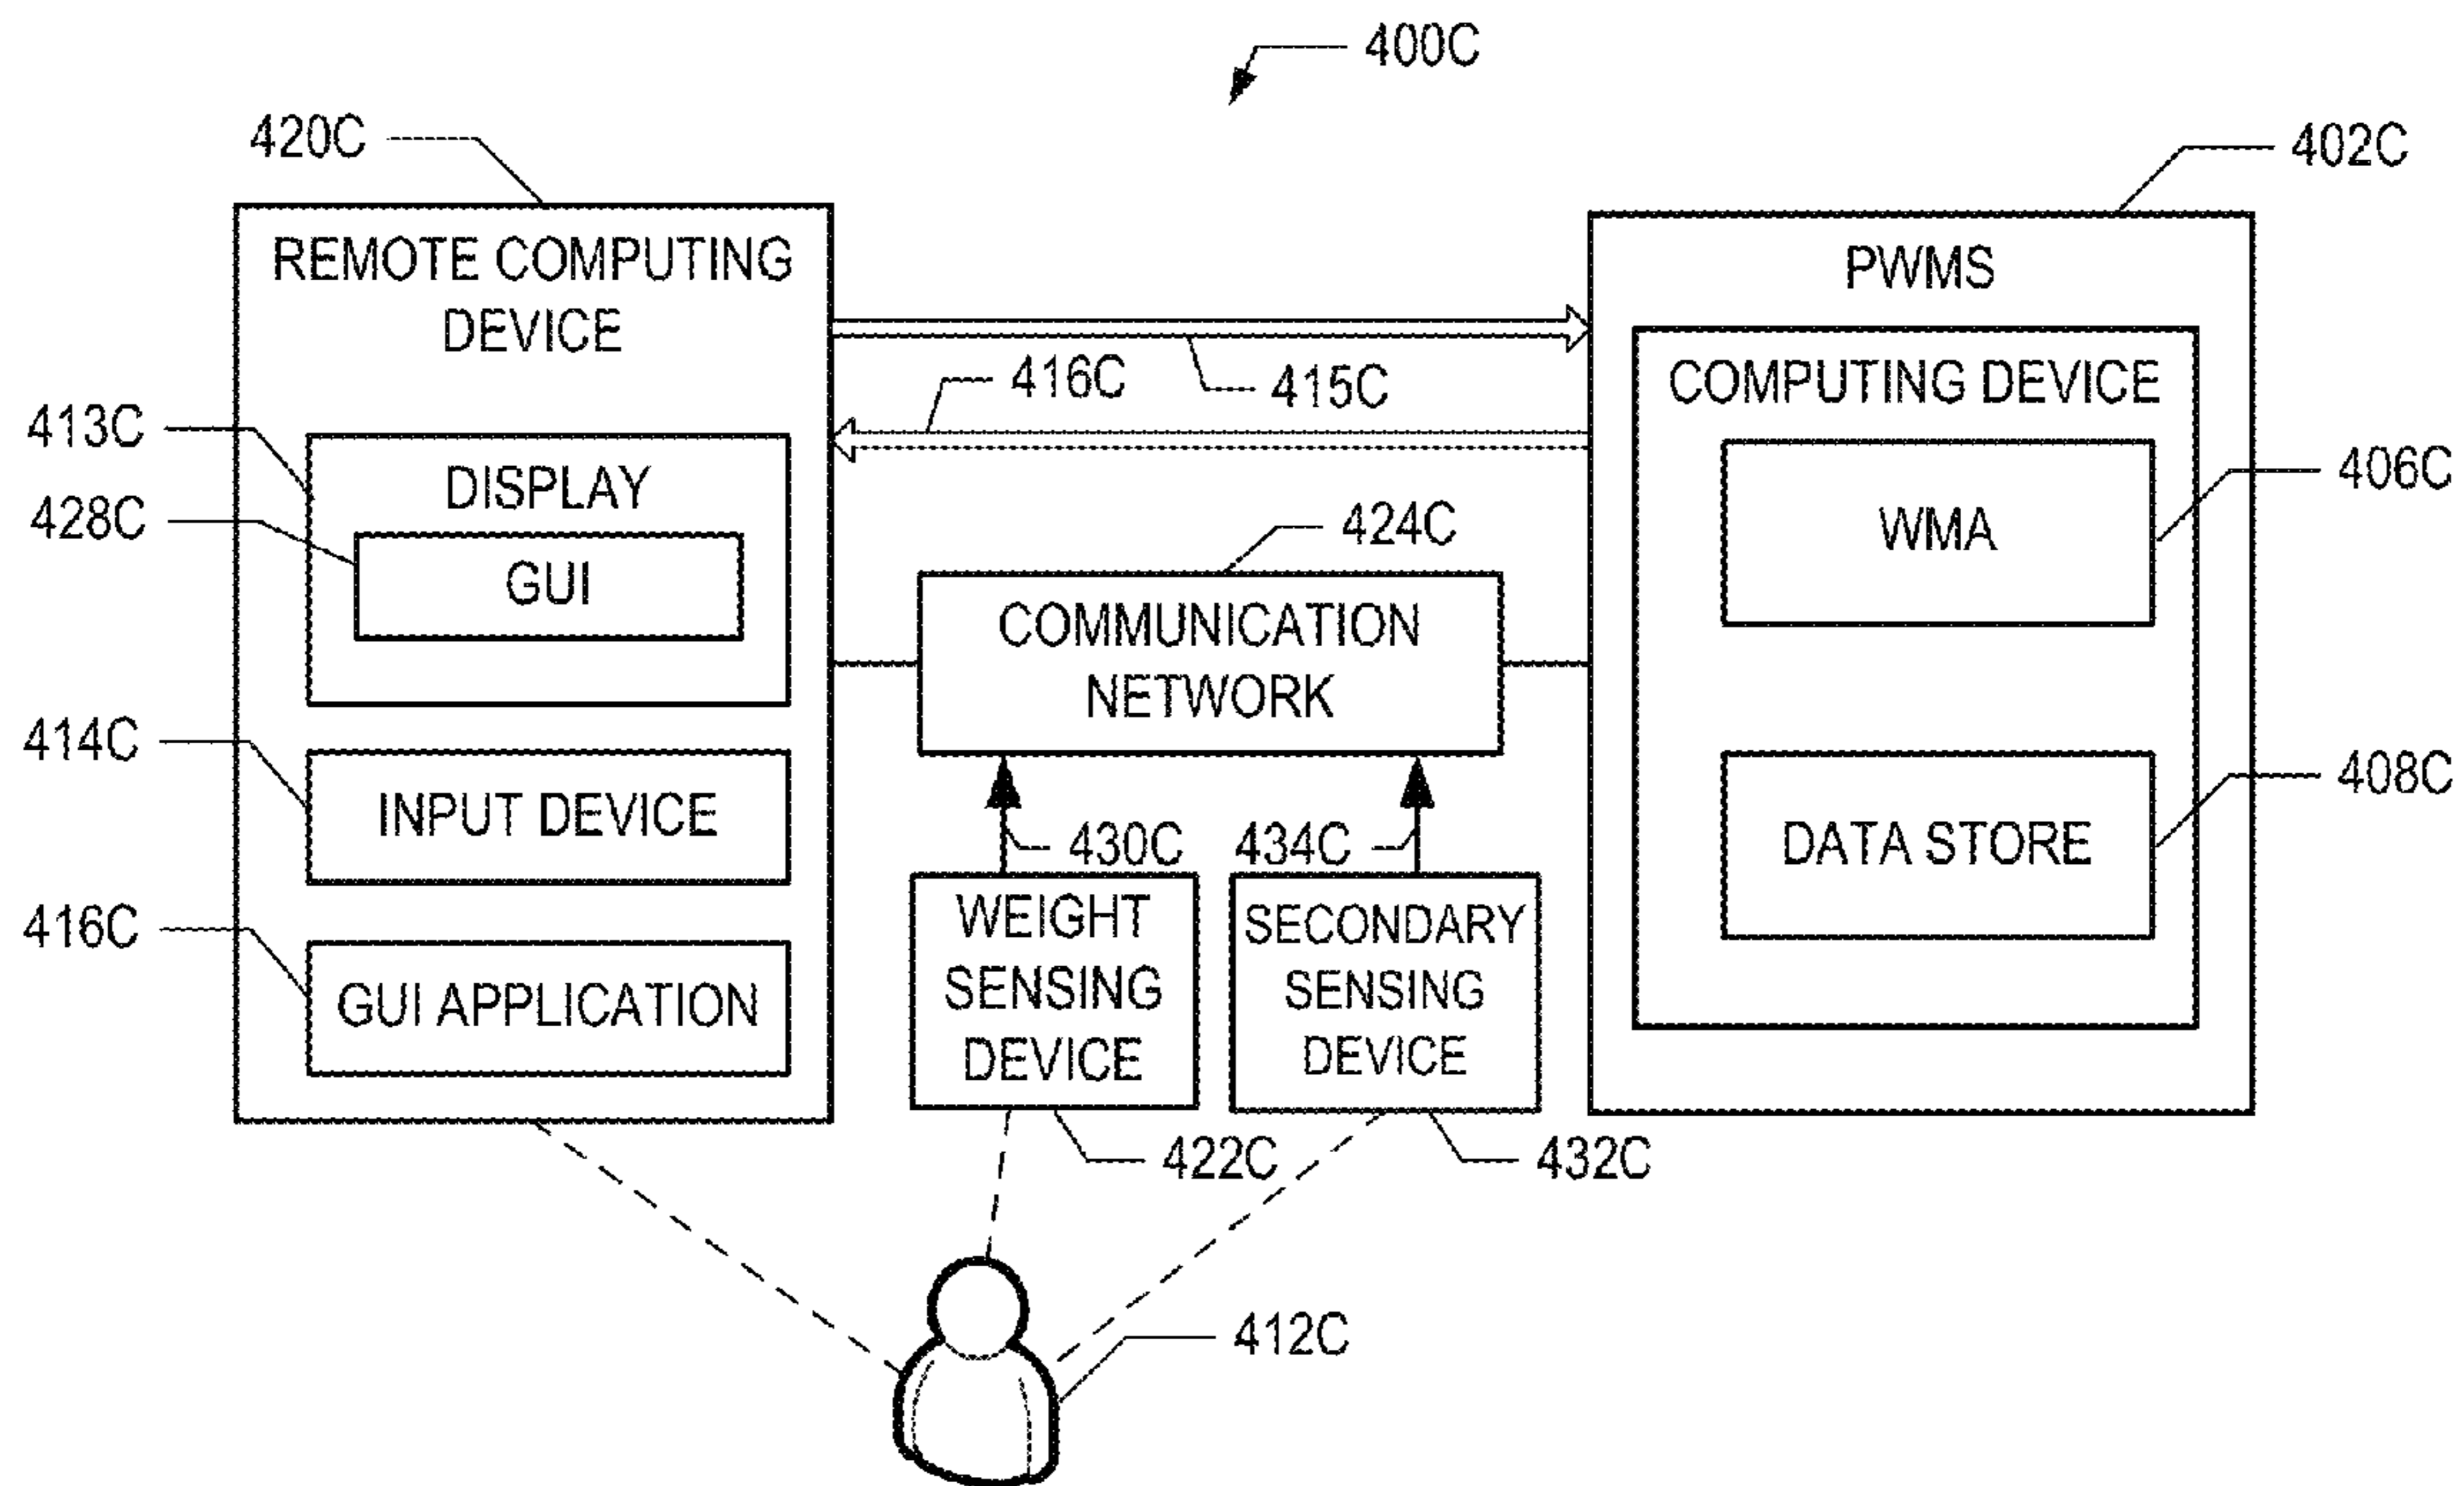 400C
420C
402C
REMOTE COMPUTING
DEVICE
PWMS
COMPUTING DEVICE
416C
415C
413C
DISPLAY
428C
GUI
406C
WMA
424C
COMMUNICATION
NETWORK
414C
INPUT DEVICE
408C
DATA STORE
430C
434C
416C
GUI APPLICATION
WEIGHT
SENSING
DEVICE
SECONDARY
SENSING
DEVICE
422C
432C
412C